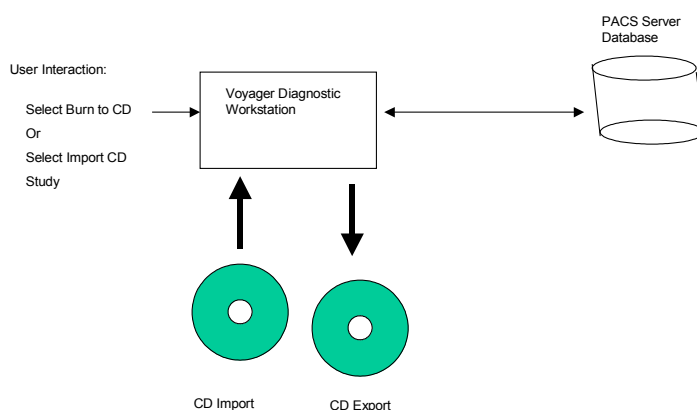 PACS Server
Database
User Interaction:
Select Burn to CD
Or
Select Import CD
Study
Voyager Diagnostic
Workstation
CD Import
CD Export